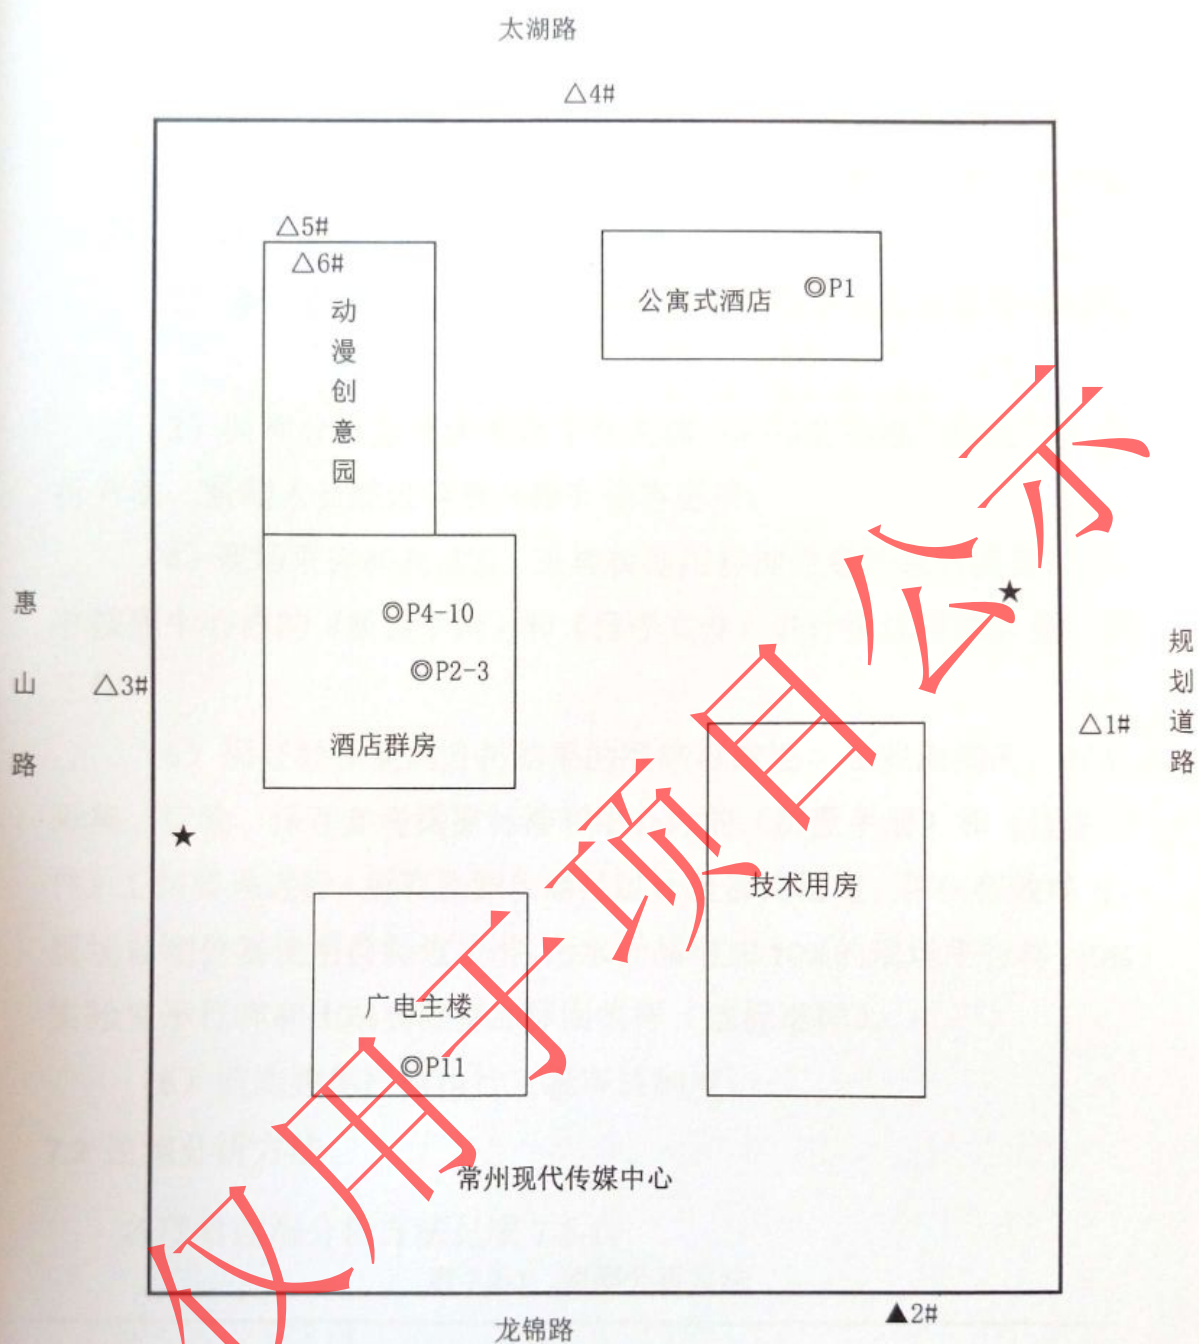 太湖路
△4#
△5#
△6#
动漫创意园
公寓式酒店 ◎P1
惠山路
△3#
◎P4-10
◎P2-3
酒店群房
★
★
△1#
规划道路
技术用房
广电主楼
◎P11
常州现代传媒中心
▲2#
龙锦路
仅用于项目公示